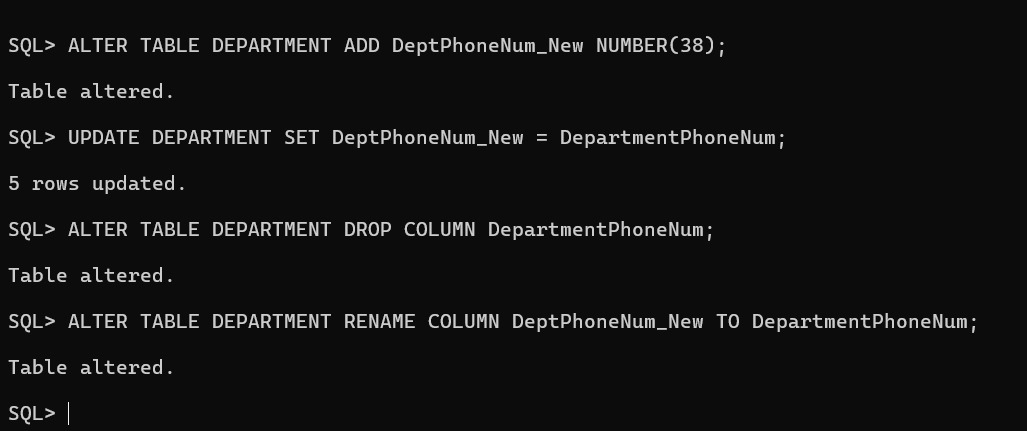 SQL> ALTER TABLE DEPARTMENT ADD DeptPhoneNum_New NUMBER(38);
Table altered.
SQL> UPDATE DEPARTMENT SET DeptPhoneNum_New = DepartmentPhoneNum;
5 rows updated.
SQL> ALTER TABLE DEPARTMENT DROP COLUMN DepartmentPhoneNum;
Table altered.
SQL> ALTER TABLE DEPARTMENT RENAME COLUMN DeptPhoneNum_New TO DepartmentPhoneNum;
Table altered.
SQL>